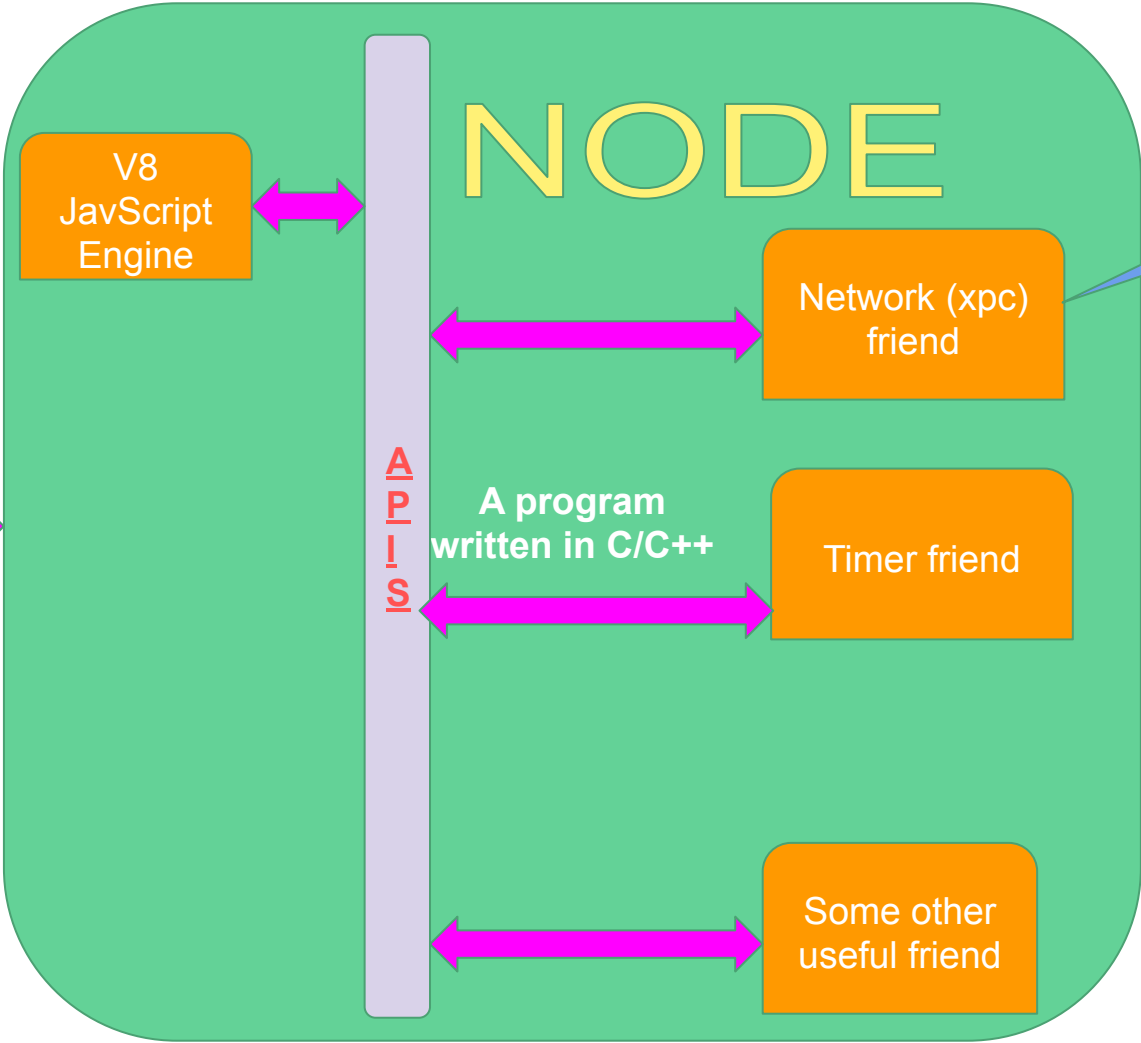 NODE
V8
JavScript
Engine
Network (xpc)
friend
A
P
I
S
A program
written in C/C++
Timer friend
Some other
useful friend